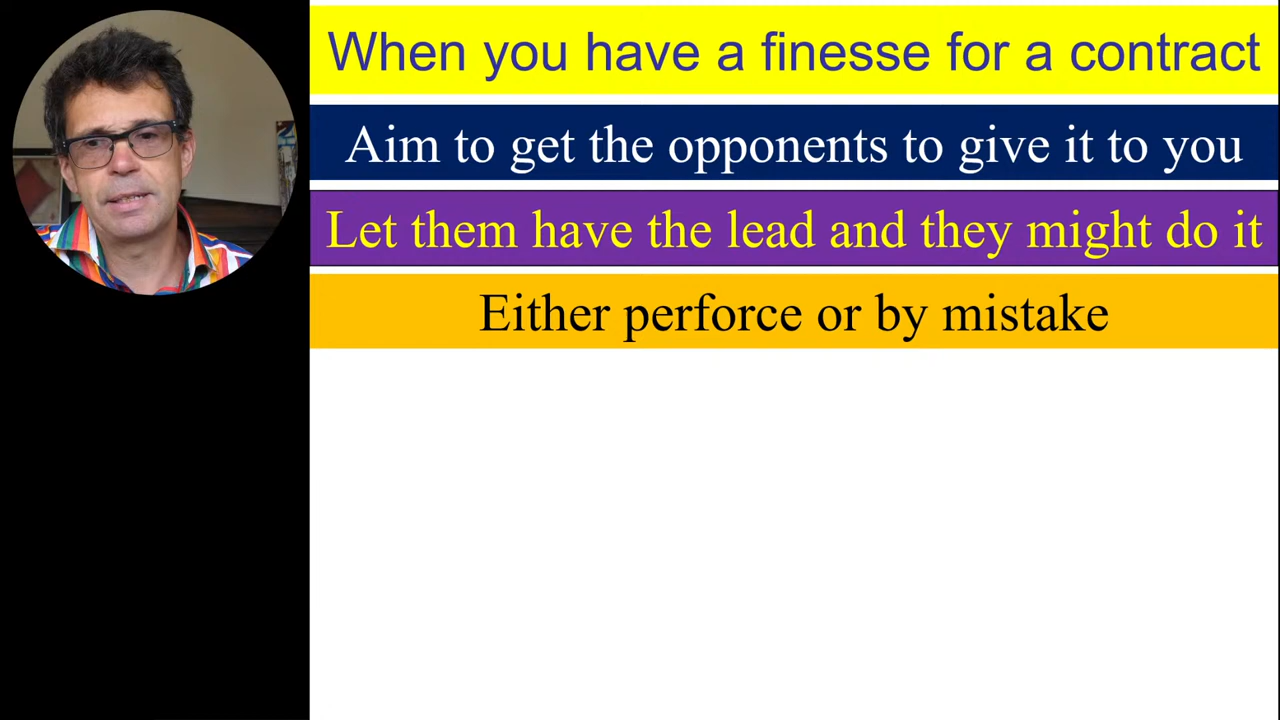 When you have a finesse for a contract
Aim to get the opponents to give it to you
Let them have the lead and they might do it
Either perforce or by mistake